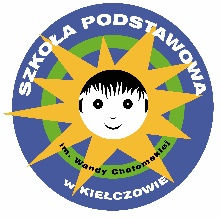 SZKOŁA PODSTAWOWA
im. Wandy Chotomskiej
W KIEŁCZOWIE